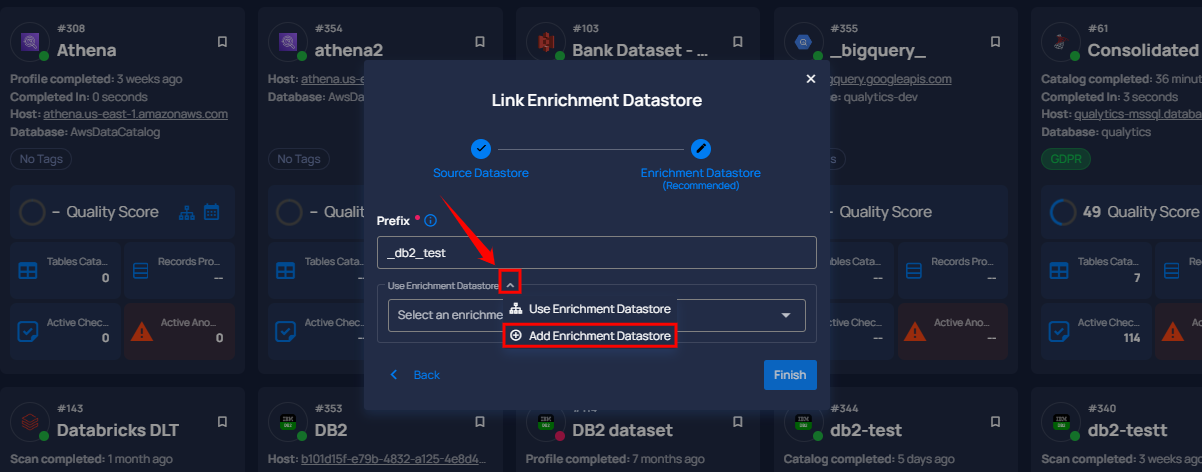 #308
Athena
Profile completed: 3 weeks ago
Completed In: 0 seconds
Host: athena.us-east-1.amazonaws.com
Database: AwsDataCatalog
No Tags
– Quality Score
Tables Cata...
0
Records Pro...
--
Active Chec...
0
Active Ano...
0
#354
athena2
Host: athena.us-e
Database: AwsDa
No Tags
– Qualit
Tables Cata
Active Chec
#103
Bank Dataset - ...
#355
_bigquery_
gquery.googleapis.com
e: qualytics-dev
s
– Quality Score
Tables Cata...
--
Records Pro...
--
Active Chec...
--
Active Ano...
--
#61
Consolidated
Catalog completed: 36 minut
Completed In: 3 seconds
Host: qualytics-mssql.databa
Database: qualytics
GDPR
49 Quality Score
Tables Cata...
7
Rec
Active Chec...
114
Acti
Link Enrichment Datastore
Source Datastore
Enrichment Datastore
(Recommended)
Prefix
_db2_test
Use Enrichment Datastore
Select an enrichme
Use Enrichment Datastore
Add Enrichment Datastore
Back
Finish
#143
Databricks DLT
Scan completed: 1 month ago
#353
DB2
Host: b101d15f-e79b-4832-a125-4e8d4...
DB2 dataset
Profile completed: 7 months ago
#344
db2-test
Catalog completed: 5 days ago
#340
db2-testt
Scan completed: 3 weeks ago